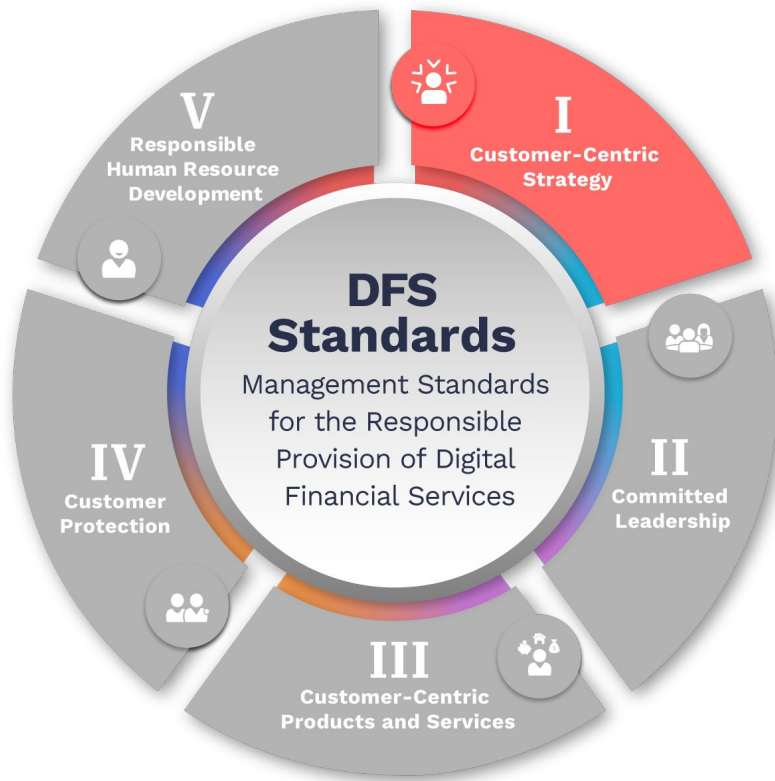 DFS
Standards
Management Standards
for the Responsible
Provision of Digital
Financial Services
I
Customer-Centric
Strategy
II
Committed
Leadership
III
Customer-Centric
Products and Services
IV
Customer
Protection
V
Responsible
Human Resource
Development